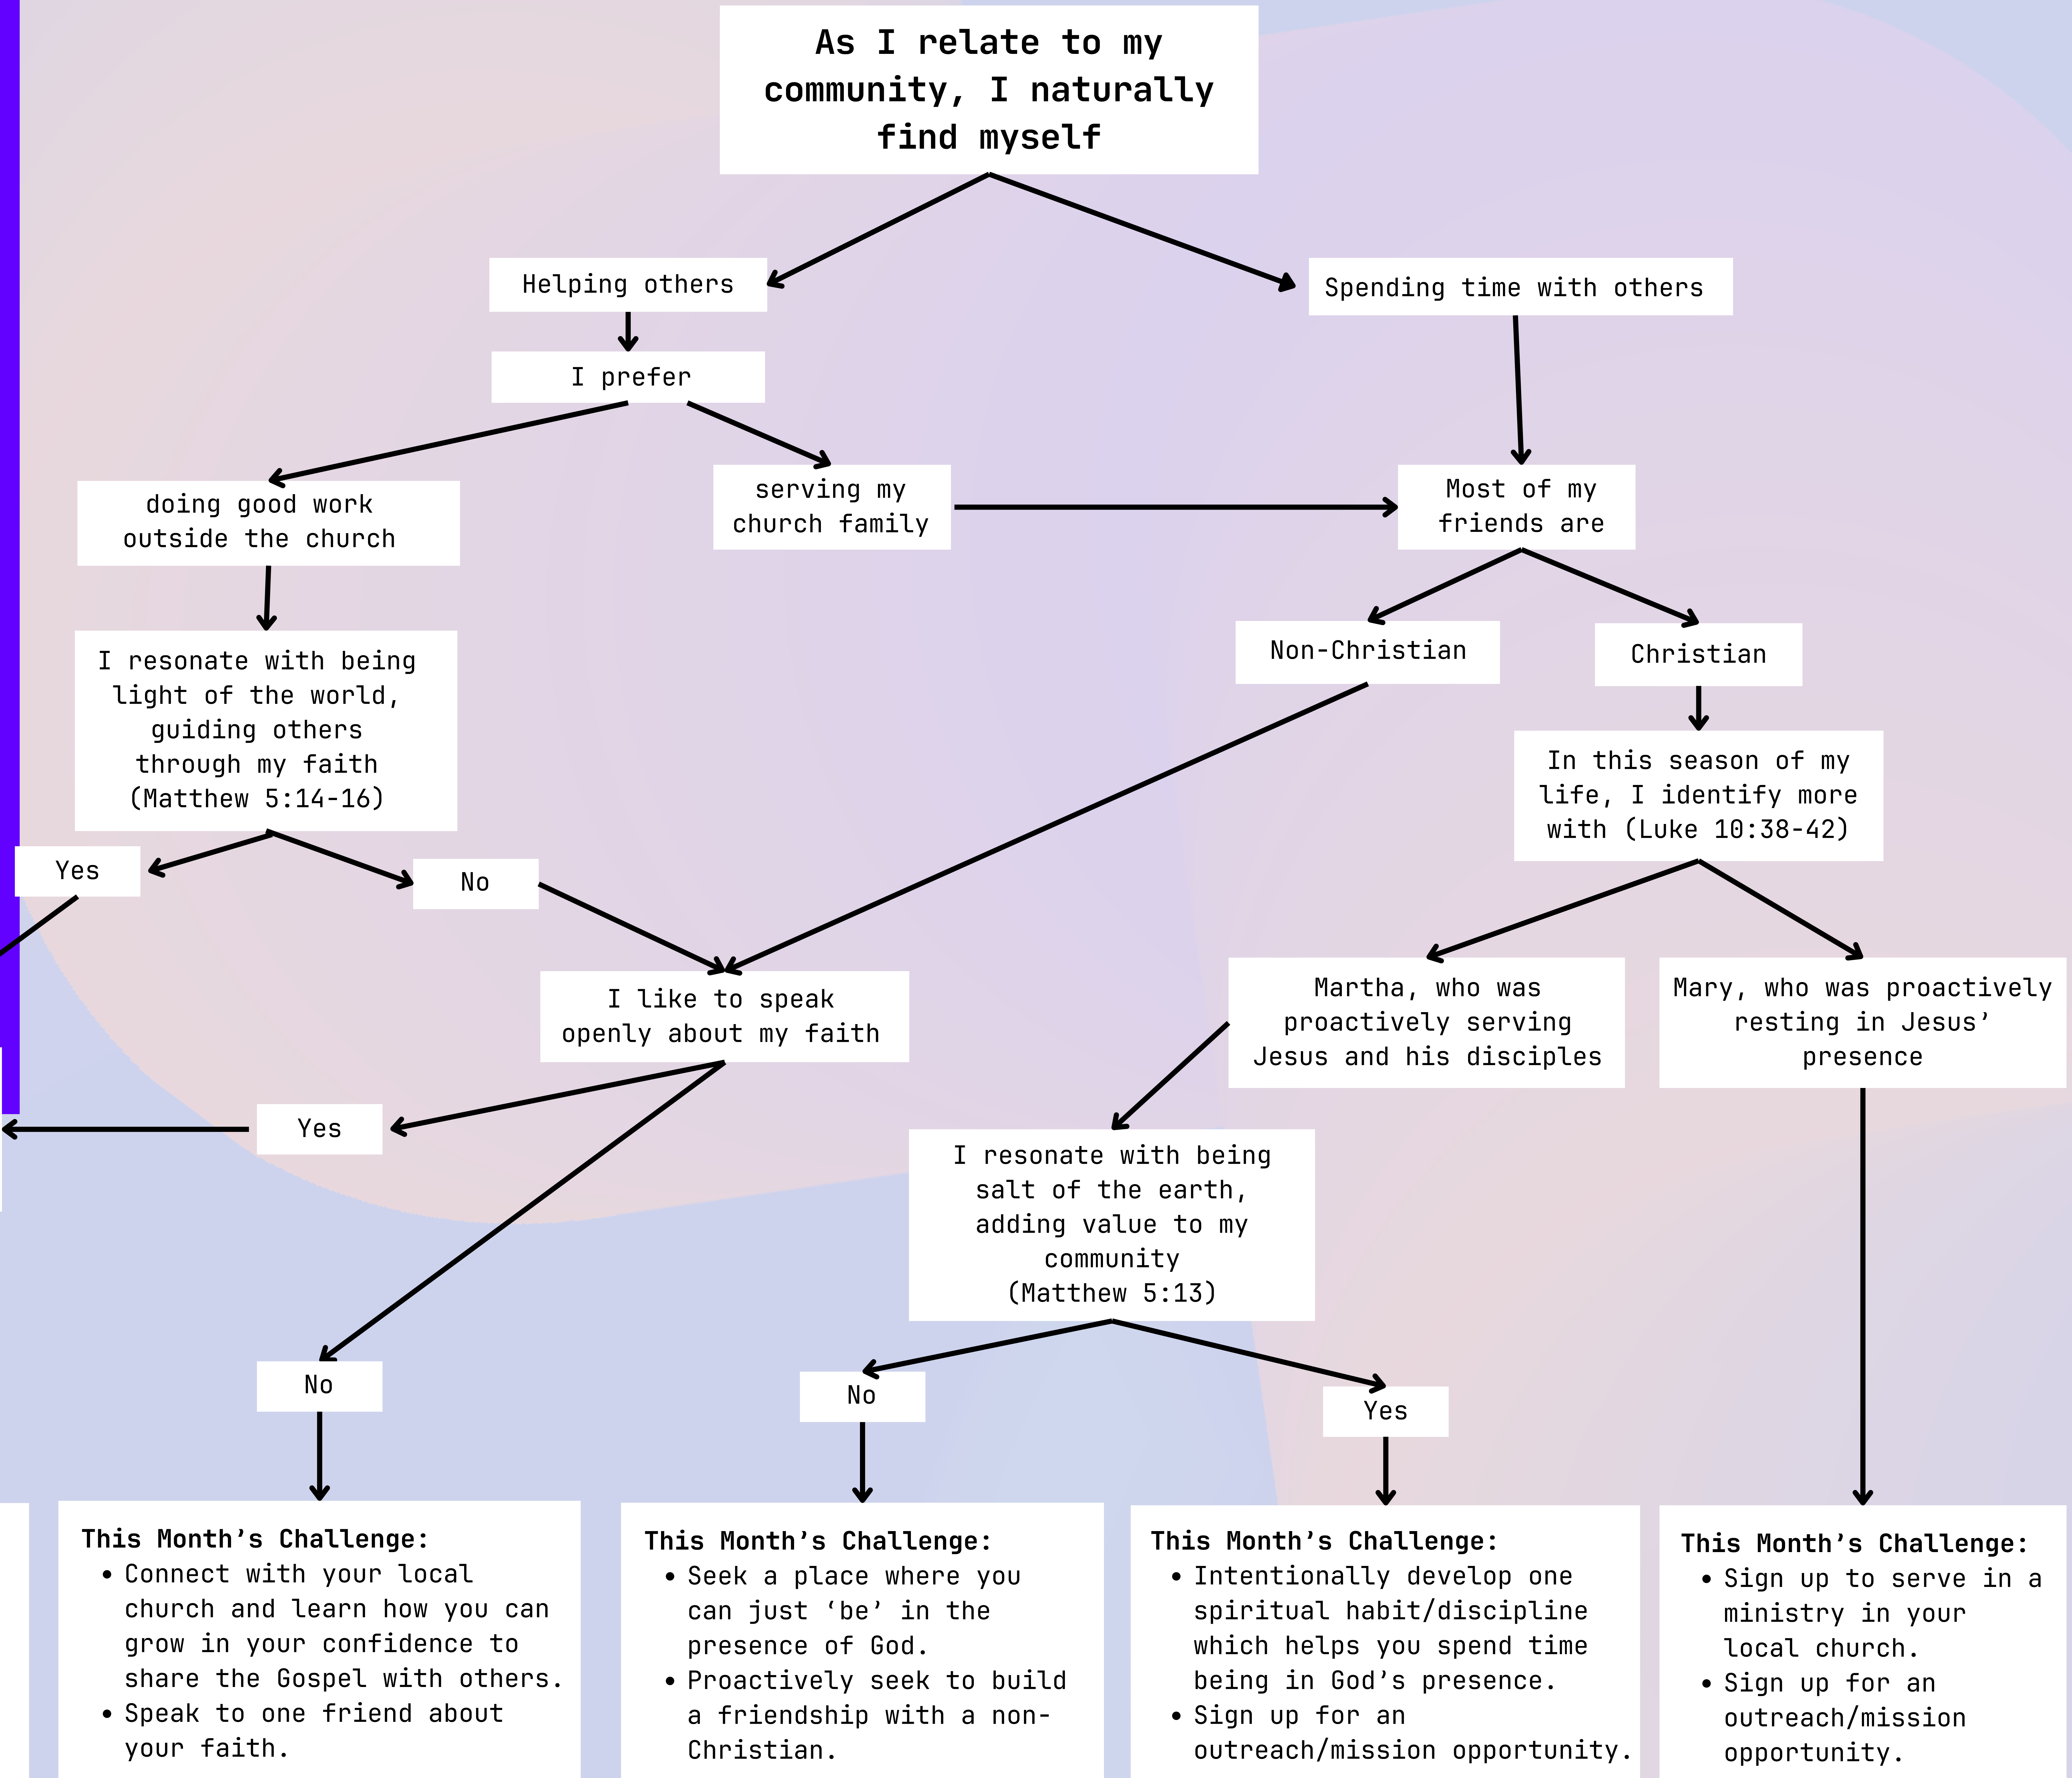 As I relate to my
community, I naturally
find myself
Helping others
Spending time with others
I prefer
doing good work
outside the church
serving my
church family
Most of my
friends are
I resonate with being
light of the world,
guiding others
through my faith
(Matthew 5:14-16)
Non-Christian
Christian
In this season of my
life, I identify more
with (Luke 10:38-42)
Yes
No
I like to speak
openly about my faith
Martha, who was
proactively serving
Jesus and his disciples
Mary, who was proactively
resting in Jesus’
presence
Yes
I resonate with being
salt of the earth,
adding value to my
community
(Matthew 5:13)
No
No
Yes
This Month’s Challenge:
• Connect with your local
church and learn how you can
grow in your confidence to
share the Gospel with others.
• Speak to one friend about
your faith.
This Month’s Challenge:
• Seek a place where you
can just ‘be’ in the
presence of God.
• Proactively seek to build
a friendship with a non-
Christian.
This Month’s Challenge:
• Intentionally develop one
spiritual habit/discipline
which helps you spend time
being in God’s presence.
• Sign up for an
outreach/mission opportunity.
This Month’s Challenge:
• Sign up to serve in a
ministry in your
local church.
• Sign up for an
outreach/mission
opportunity.